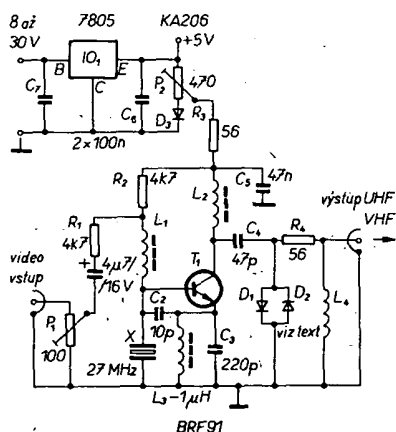 8 až 7805 KA206
30 V +5V
IO₁
B E
C
P₂ 470
C₇ C₆ R₃
D₃
2×100n 56
R₂ 4k7 L₂ C₅ 47n
R₁ L₁ výstup UHF
VHF
4k7 C₄ R₄
+ 4μ7/ T₁ 47p 56
/16V
video
vstup
C₂ D₁ D₂ L₄
P₁ X 10p C₃ viz text
100
27 MHz 220p
L₃-1μH
BRF91